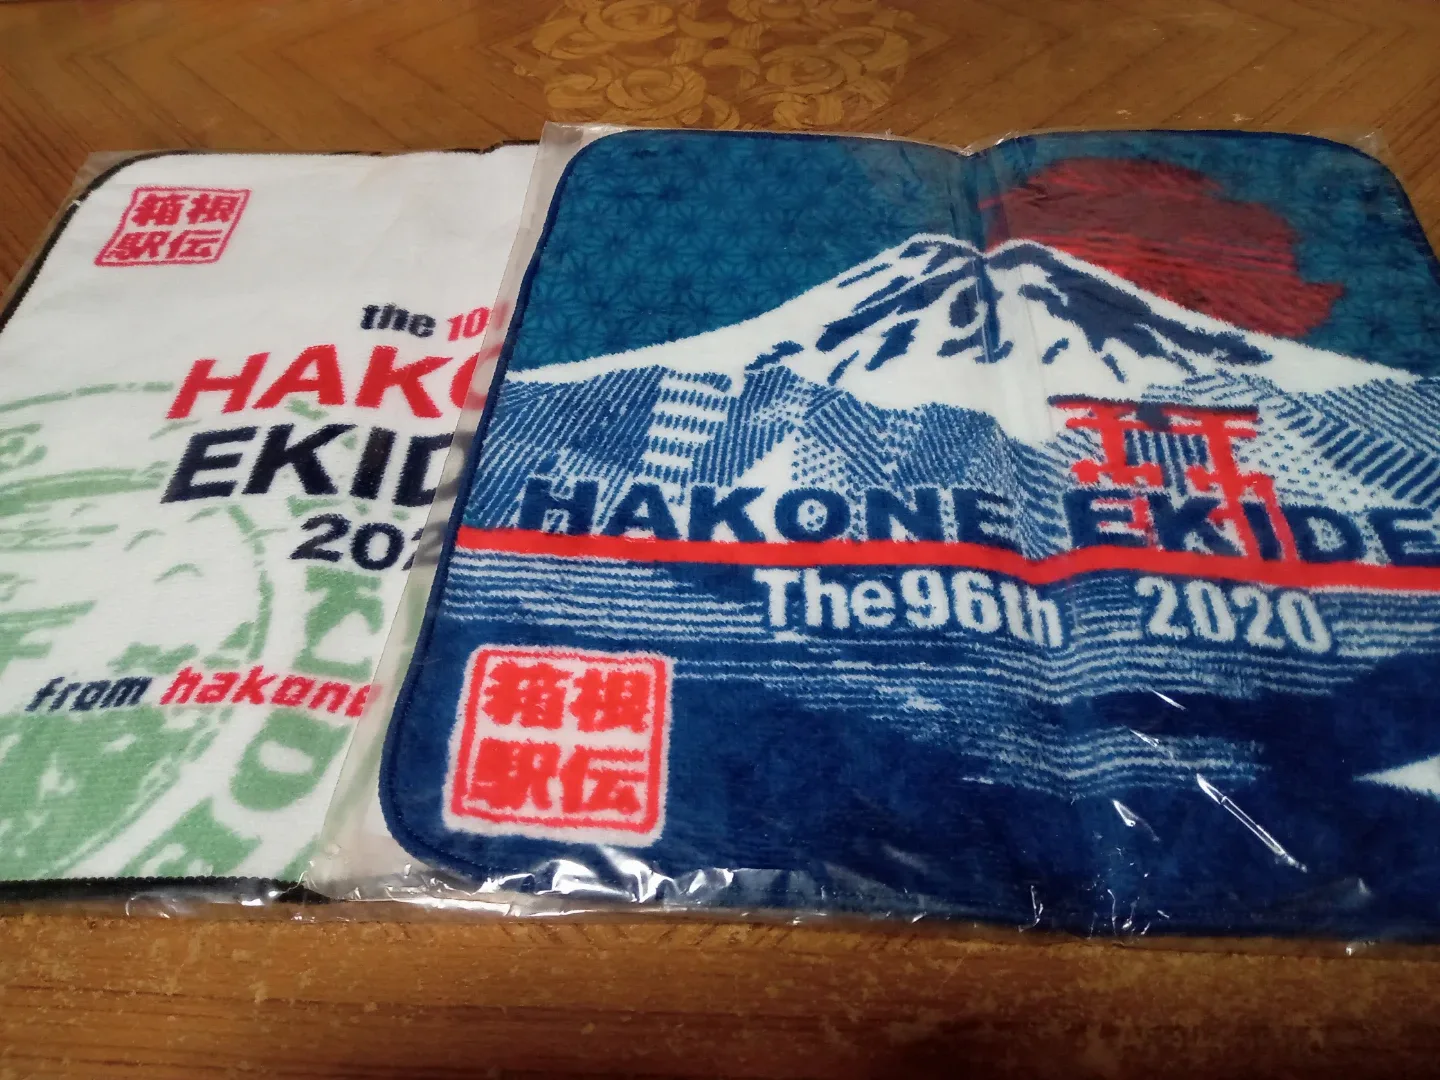 箱根
駅伝
the 101
HAKO
EKID
202
from hakone
HAKONE EKIDE
The 96th 2020
箱根
駅伝